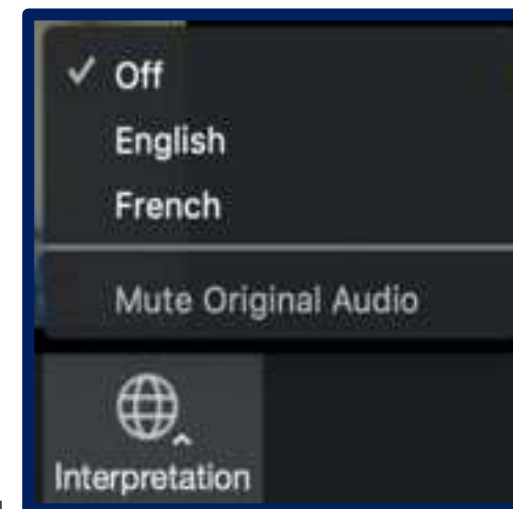 Off
English
French
Mute Original Audio
Interpretation